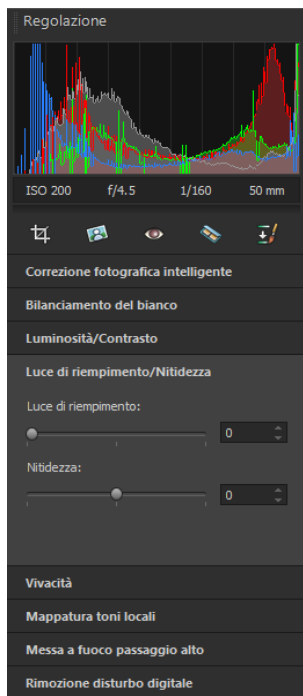 Regolazione
ISO 200 f/4.5 1/160 50 mm
Correzione fotografica intelligente
Bilanciamento del bianco
Luminosità/Contrasto
Luce di riempimento/Nitidezza
Luce di riempimento:
0
Nitidezza:
0
Vivacità
Mappatura toni locali
Messa a fuoco passaggio alto
Rimozione disturbo digitale